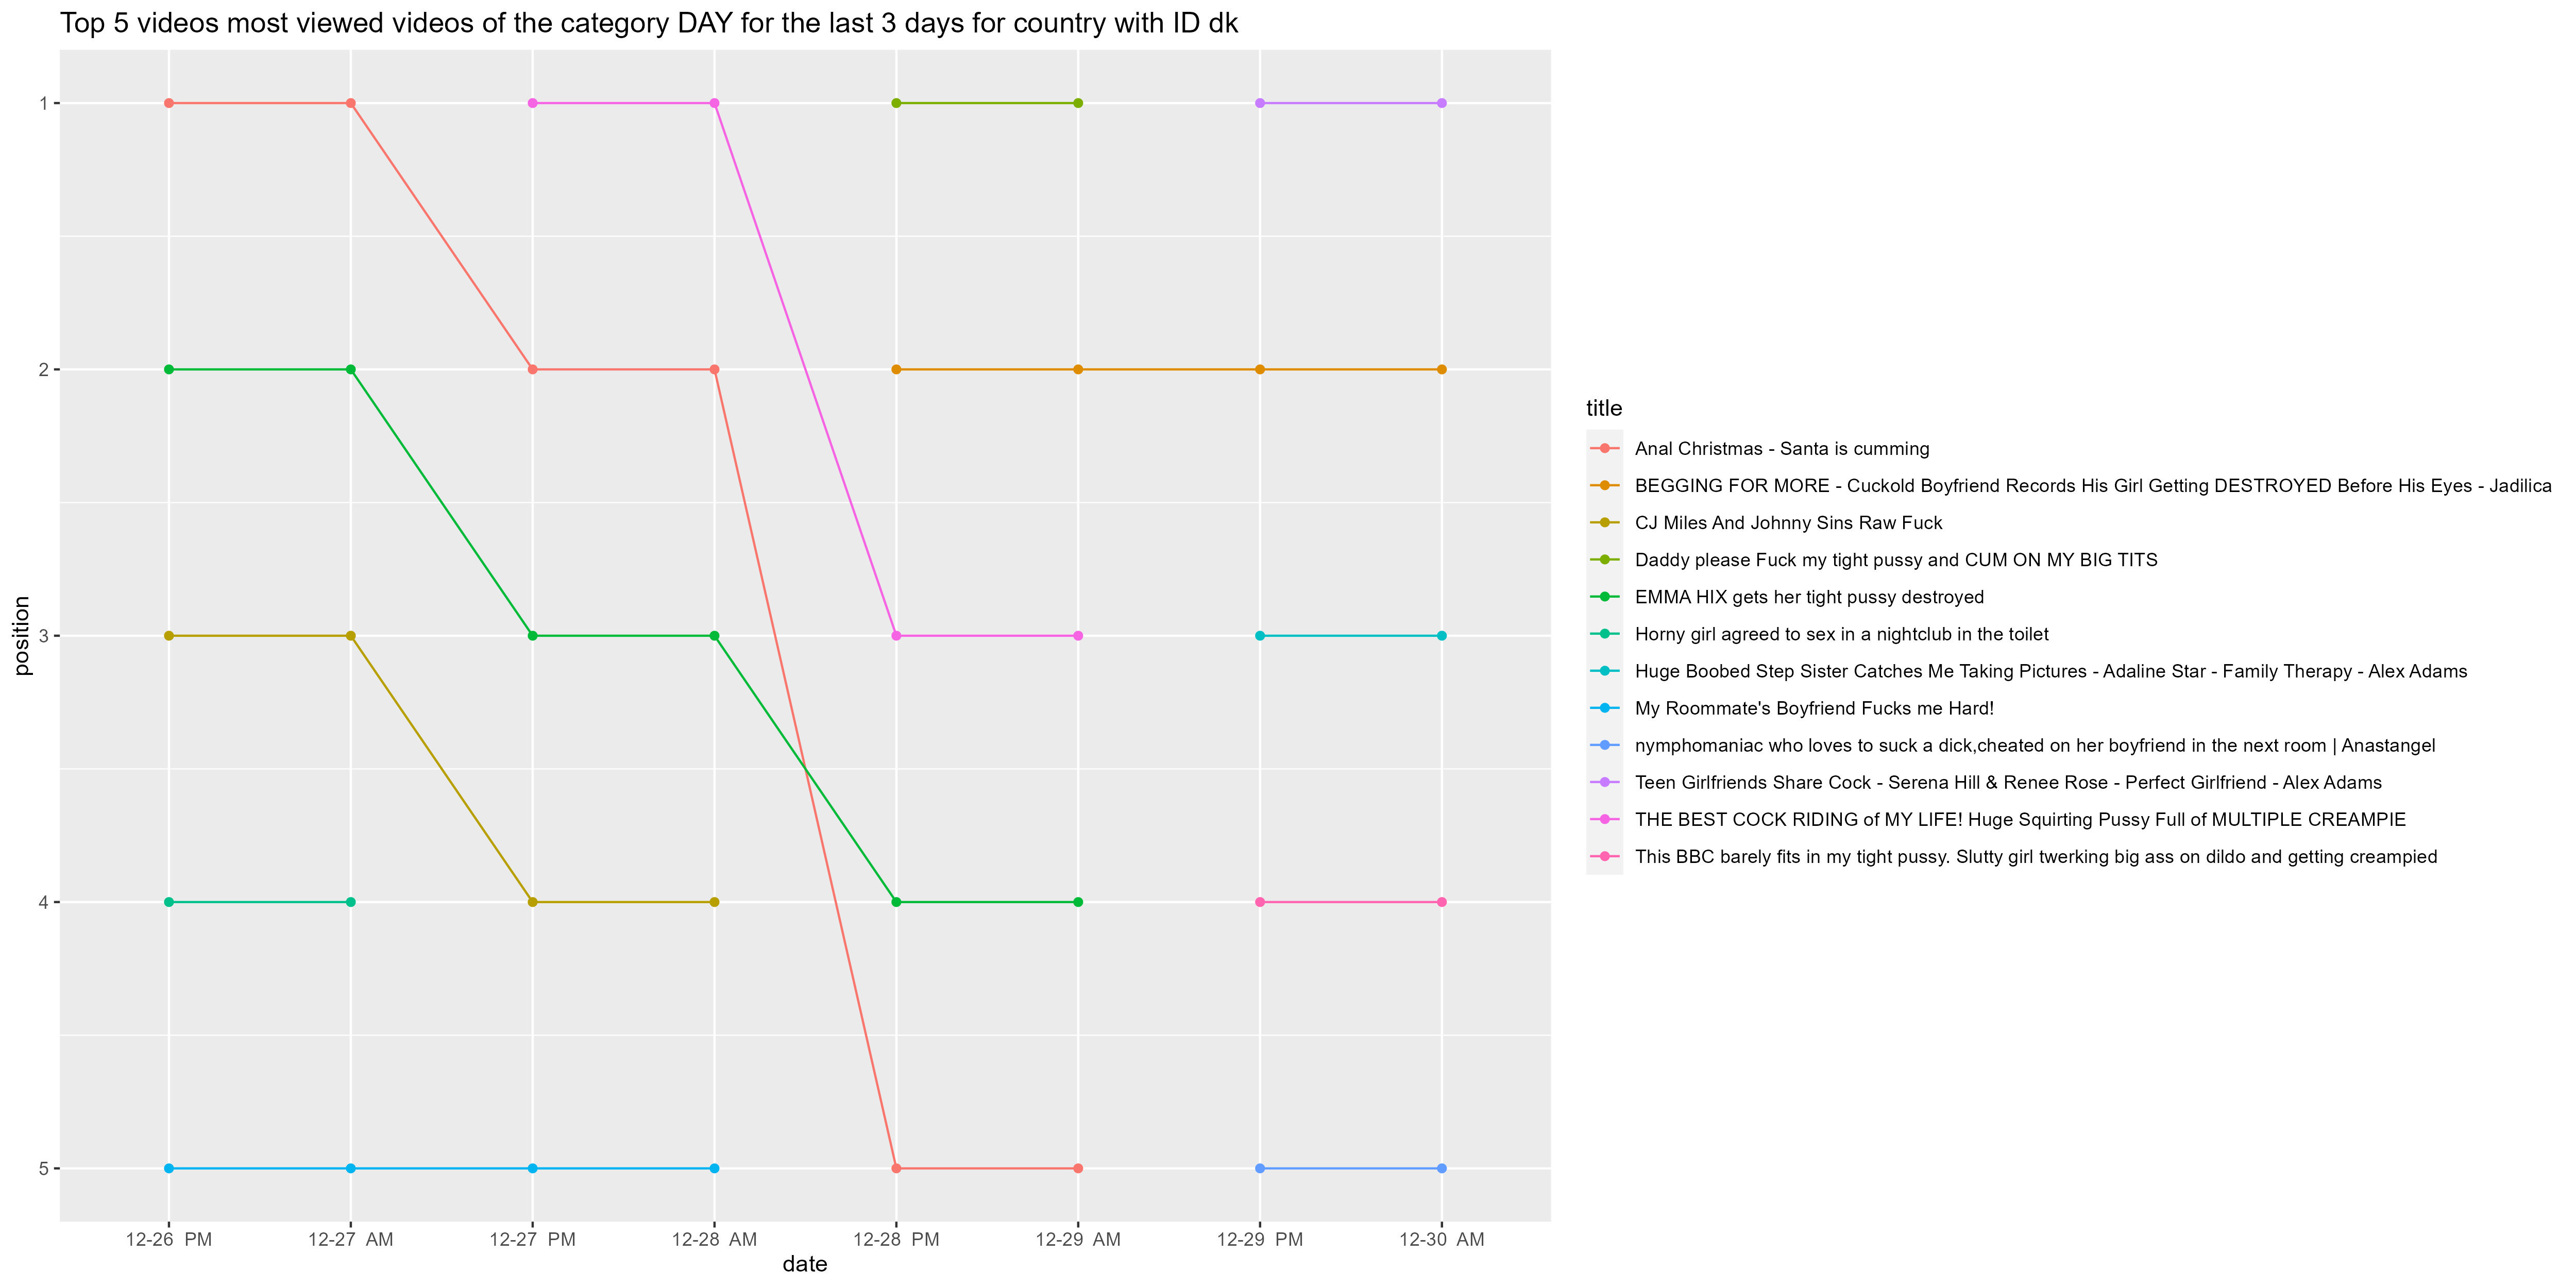 Top 5 videos most viewed videos of the category DAY for the last 3 days for country with ID dk
position
1
2
3
4
5
12-26 PM
12-27 AM
12-27 PM
12-28 AM
12-28 PM
12-29 AM
12-29 PM
12-30 AM
date
title
Anal Christmas - Santa is cumming
BEGGING FOR MORE - Cuckold Boyfriend Records His Girl Getting DESTROYED Before His Eyes - Jadilica
CJ Miles And Johnny Sins Raw Fuck
Daddy please Fuck my tight pussy and CUM ON MY BIG TITS
EMMA HIX gets her tight pussy destroyed
Horny girl agreed to sex in a nightclub in the toilet
Huge Boobed Step Sister Catches Me Taking Pictures - Adaline Star - Family Therapy - Alex Adams
My Roommate's Boyfriend Fucks me Hard!
nymphomaniac who loves to suck a dick,cheated on her boyfriend in the next room | Anastangel
Teen Girlfriends Share Cock - Serena Hill & Renee Rose - Perfect Girlfriend - Alex Adams
THE BEST COCK RIDING of MY LIFE! Huge Squirting Pussy Full of MULTIPLE CREAMPIE
This BBC barely fits in my tight pussy. Slutty girl twerking big ass on dildo and getting creampied